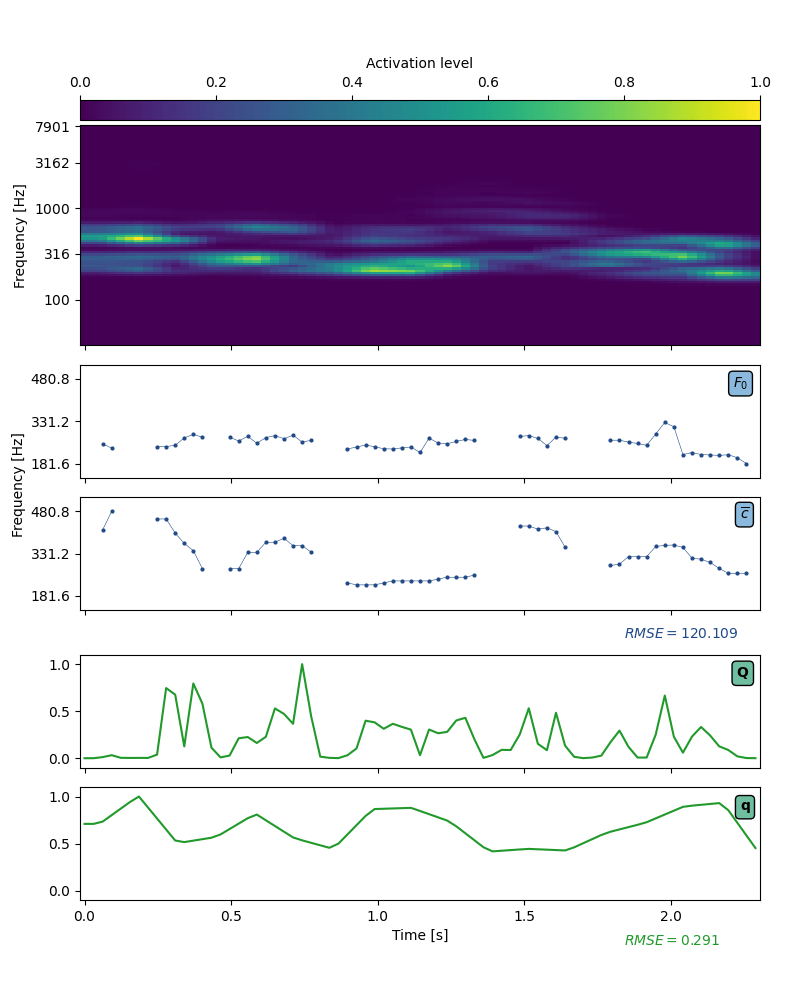 Activation level
0.0 0.2 0.4 0.6 0.8 1.0
7901
3162
1000
316
100
Frequency [Hz]
480.8
331.2
181.6
F₀
Frequency [Hz]
480.8
331.2
181.6
c̅
RMSE = 120.109
1.0
0.5
0.0
Q
1.0
0.5
0.0
q
0.0 0.5 1.0 1.5 2.0
Time [s]
RMSE = 0.291